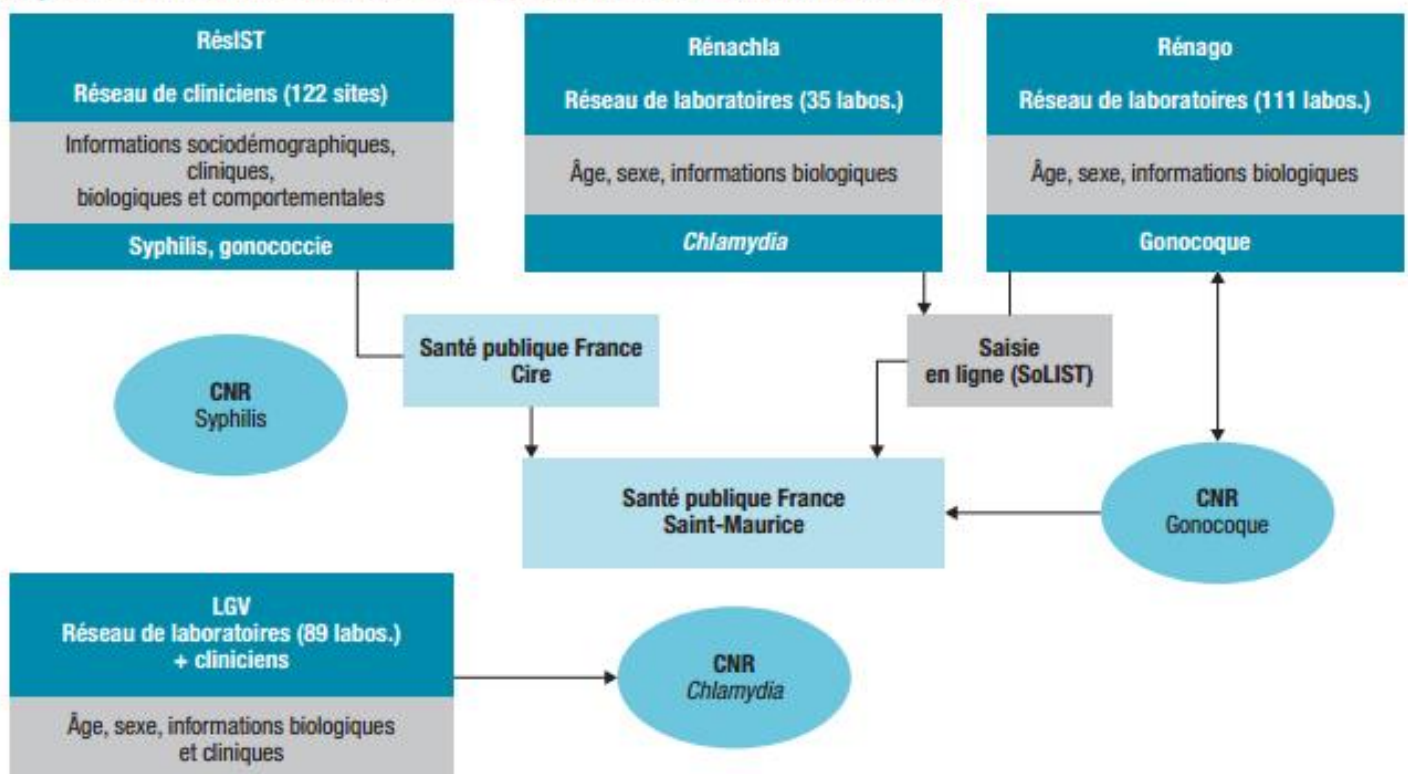 RésIST
Réseau de cliniciens (122 sites)
Informations sociodémographiques,
cliniques,
biologiques et comportementales
Syphilis, gonococcie
Rénachla
Réseau de laboratoires (35 labos.)
Âge, sexe, informations biologiques
Chlamydia
Rénago
Réseau de laboratoires (111 labos.)
Âge, sexe, informations biologiques
Gonocoque
Santé publique France
Cire
Saisie
en ligne (SoLIST)
CNR
Syphilis
Santé publique France
Saint-Maurice
CNR
Gonocoque
LGV
Réseau de laboratoires (89 labos.)
+ cliniciens
Âge, sexe, informations biologiques
et cliniques
CNR
Chlamydia